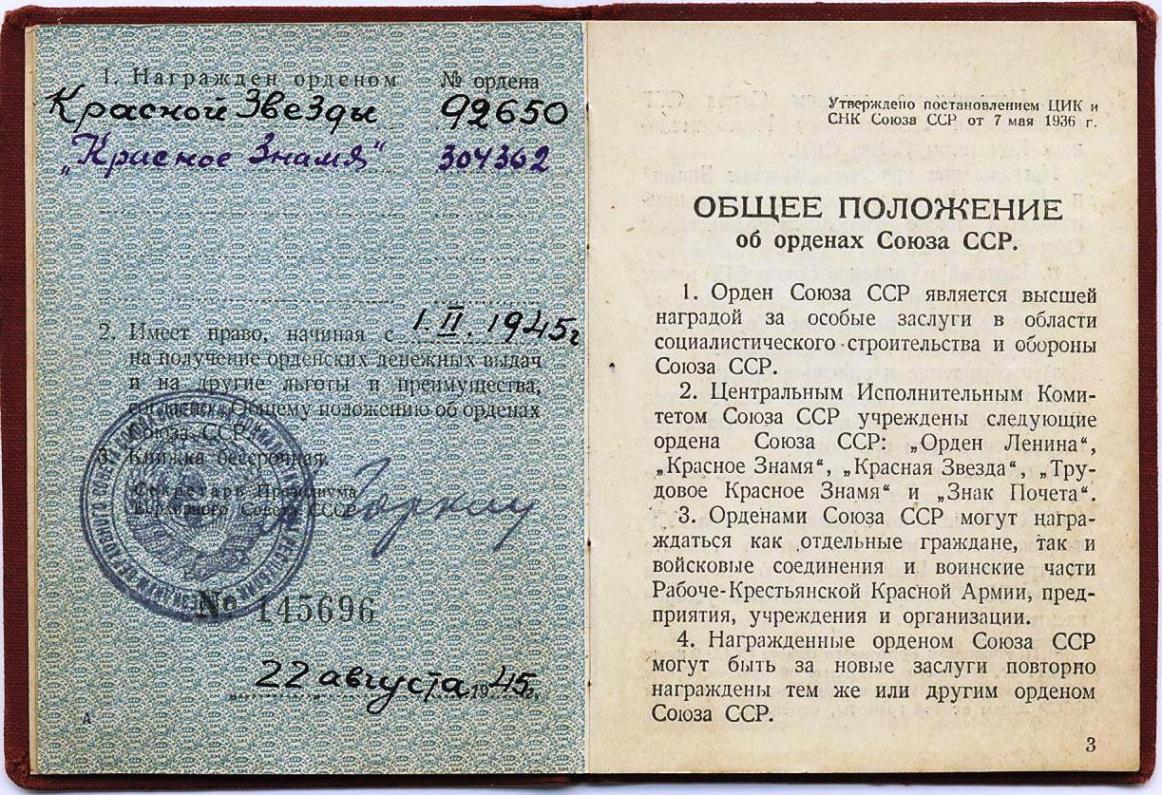 1. Награжден орденом № ордена
Красной Звезды 92650
„Красное Знамя" 304362
2. Имеет право, начиная с 1.II.1945г
на получение орденских денежных выдач
и на другие льготы и преимущества,
согласно Общему положению об орденах
Союза ССР.
3. Книжка бессрочная.
Секретарь Президиума
Верховного Совета СССР
Горкин
№ 145696
22 августа 1945г.
А
Утверждено постановлением ЦИК и
СНК Союза ССР от 7 мая 1936 г.
ОБЩЕЕ ПОЛОЖЕНИЕ
об орденах Союза ССР.
1. Орден Союза ССР является высшей
наградой за особые заслуги в области
социалистического строительства и обороны
Союза ССР.
2. Центральным Исполнительным Коми-
тетом Союза ССР учреждены следующие
ордена Союза ССР: „Орден Ленина“,
„Красное Знамя“, „Красная Звезда“, „Тру-
довое Красное Знамя“ и „Знак Почета“.
3. Орденами Союза ССР могут награ-
ждаться как отдельные граждане, так и
войсковые соединения и воинские части
Рабоче-Крестьянской Красной Армии, пред-
приятия, учреждения и организации.
4. Награжденные орденом Союза ССР
могут быть за новые заслуги повторно
награждены тем же или другим орденом
Союза ССР.
3